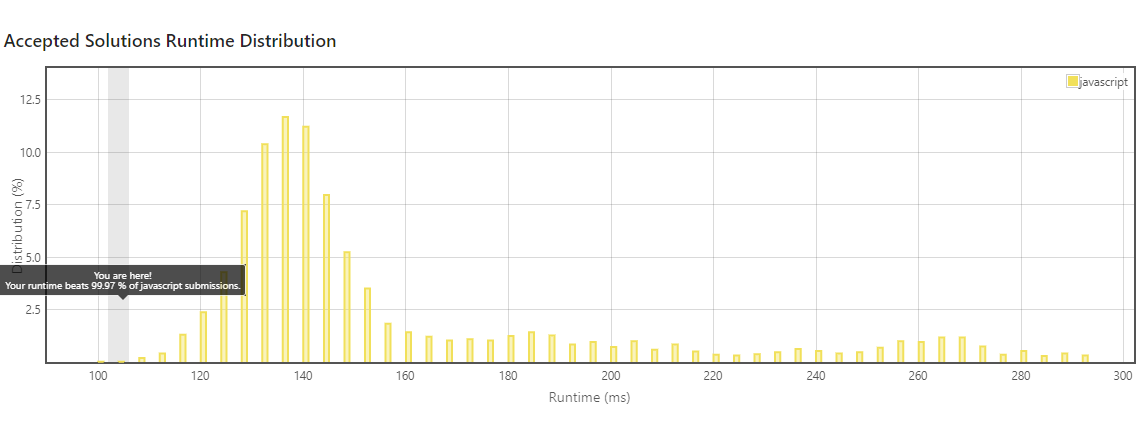 Accepted Solutions Runtime Distribution
javascript
12.5
10.0
7.5
5.0
2.5
Distribution (%)
You are here!
Your runtime beats 99.97 % of javascript submissions.
100 120 140 160 180 200 220 240 260 280 300
Runtime (ms)